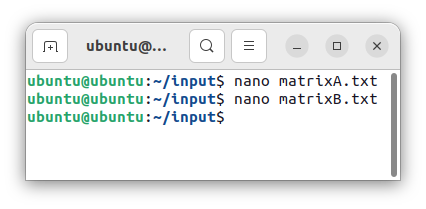 ubuntu@...
ubuntu@ubuntu:~/input$ nano matrixA.txt
ubuntu@ubuntu:~/input$ nano matrixB.txt
ubuntu@ubuntu:~/input$